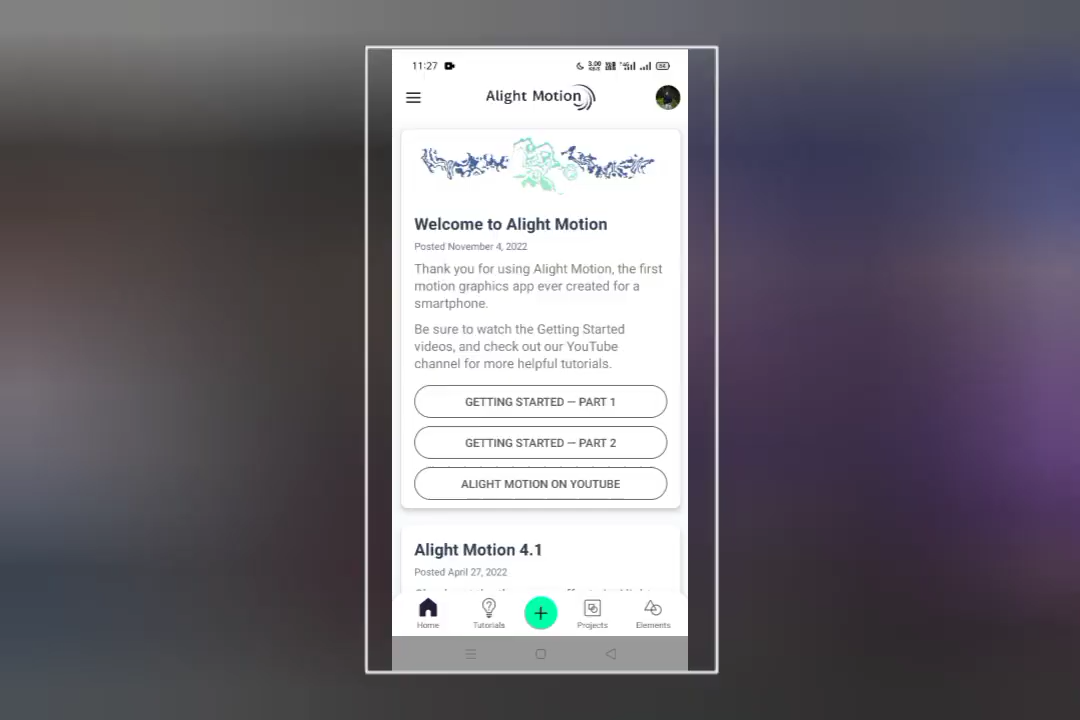 11:27
Alight Motion
Welcome to Alight Motion
Posted November 4, 2022
Thank you for using Alight Motion, the first
motion graphics app ever created for a
smartphone.
Be sure to watch the Getting Started
videos, and check out our YouTube
channel for more helpful tutorials.
GETTING STARTED — PART 1
GETTING STARTED — PART 2
ALIGHT MOTION ON YOUTUBE
Alight Motion 4.1
Posted April 27, 2022
Home
Tutorials
Projects
Elements